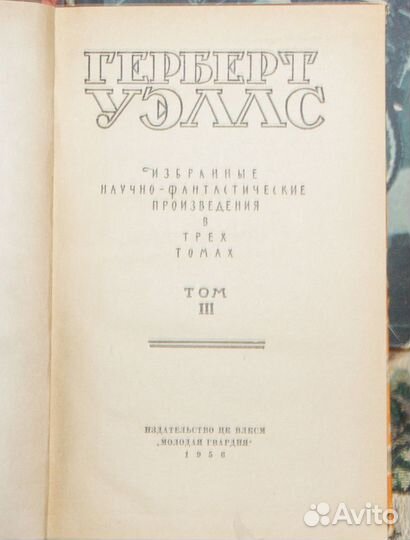 ГЕРБЕРТ
УЭЛЛС
ИЗБРАННЫЕ
НАУЧНО-ФАНТАСТИЧЕСКИЕ
ПРОИЗВЕДЕНИЯ
В
ТРЕХ
ТОМАХ
ТОМ
III
ИЗДАТЕЛЬСТВО ЦК ВЛКСМ
„МОЛОДАЯ ГВАРДИЯ“
1956
Avito